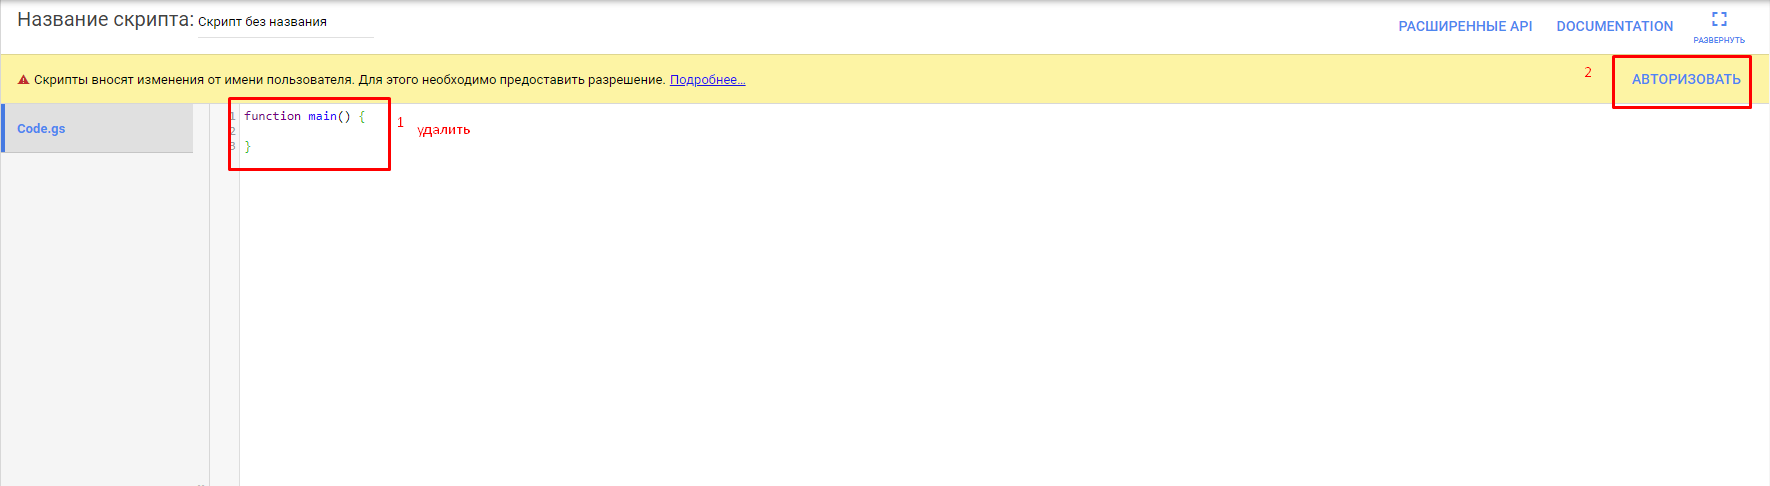 Название скрипта: Скрипт без названия
РАСШИРЕННЫЕ API DOCUMENTATION
РАЗВЕРНУТЬ
Скрипты вносят изменения от имени пользователя. Для этого необходимо предоставить разрешение. Подробнее...
2
АВТОРИЗОВАТЬ
Code.gs
1 function main() {
2
3 }
1 удалить